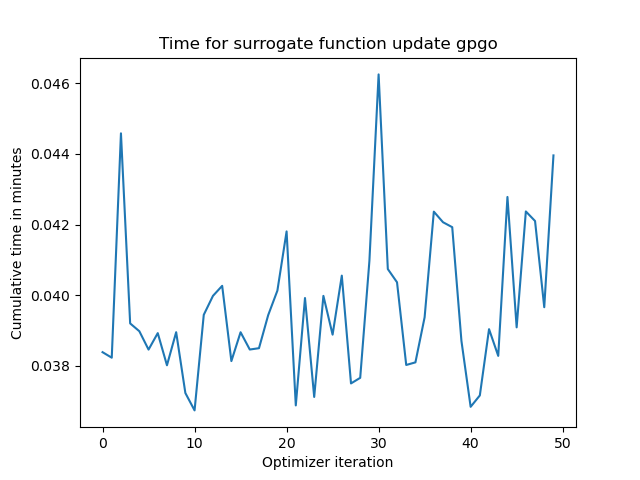 Time for surrogate function update gpgo
Cumulative time in minutes
0.046
0.044
0.042
0.040
0.038
0 10 20 30 40 50
Optimizer iteration